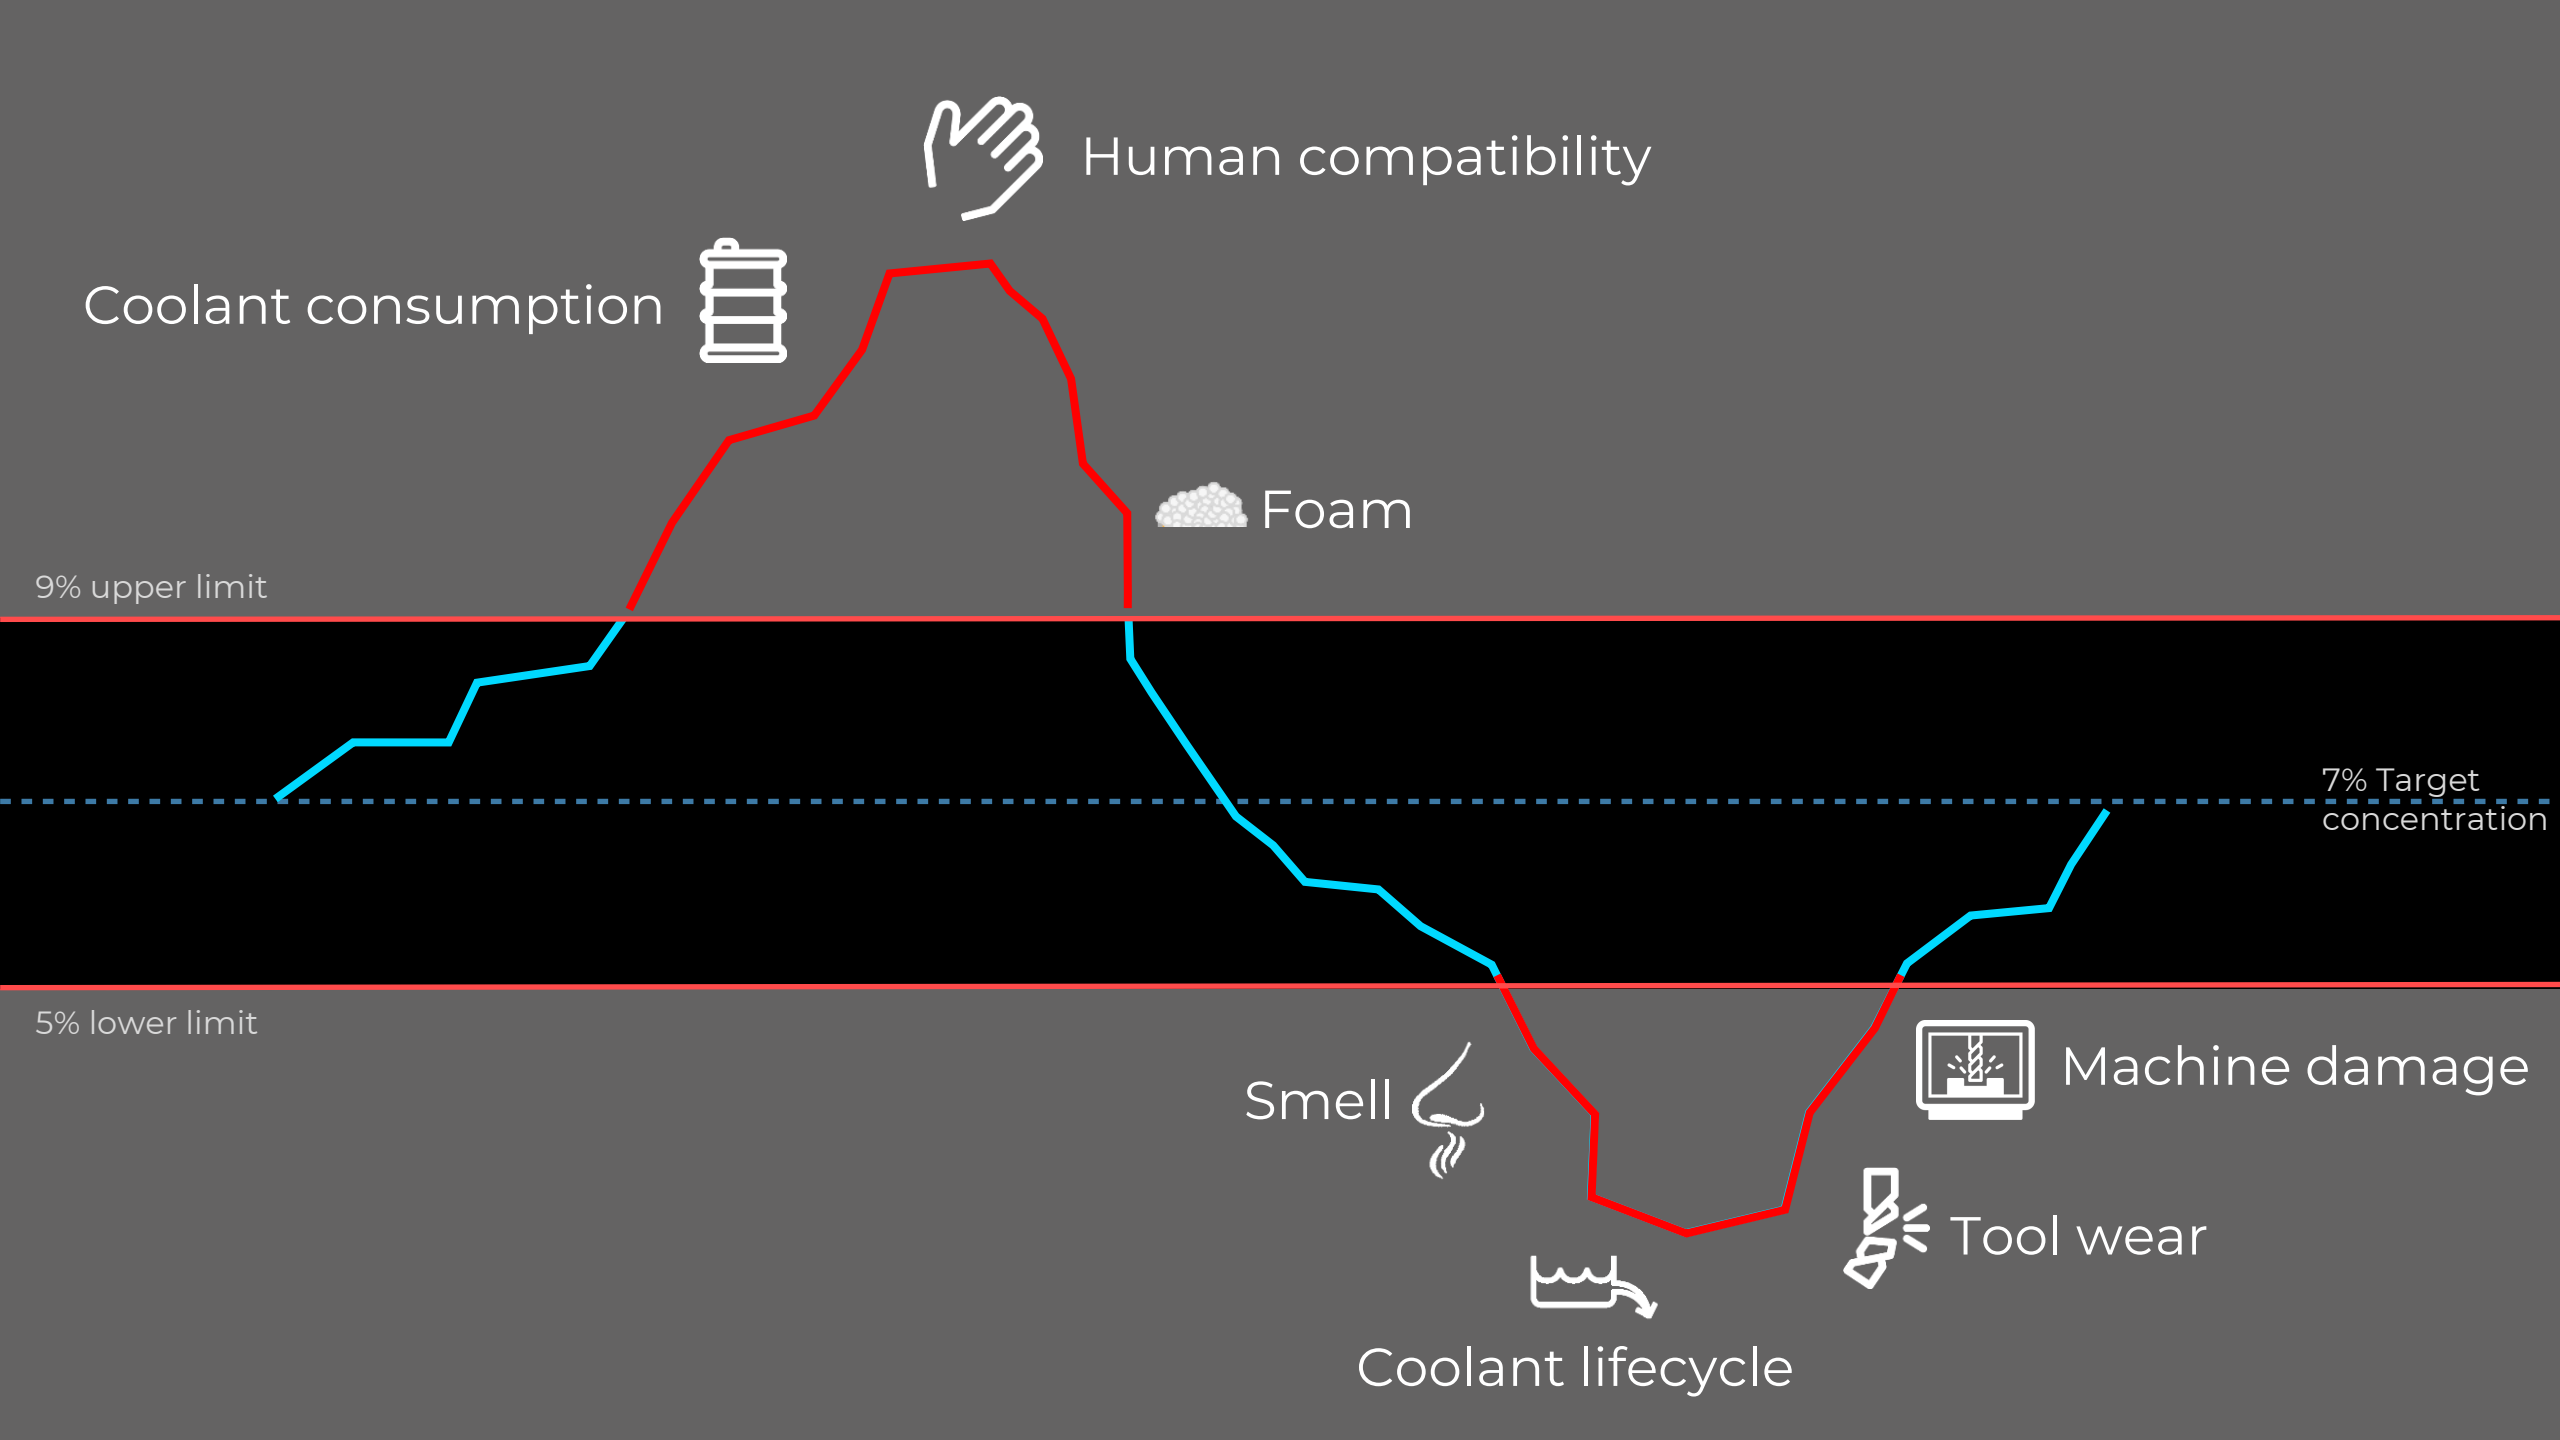 Human compatibility
Coolant consumption
Foam
9% upper limit
7% Target
concentration
5% lower limit
Machine damage
Smell
Tool wear
Coolant lifecycle